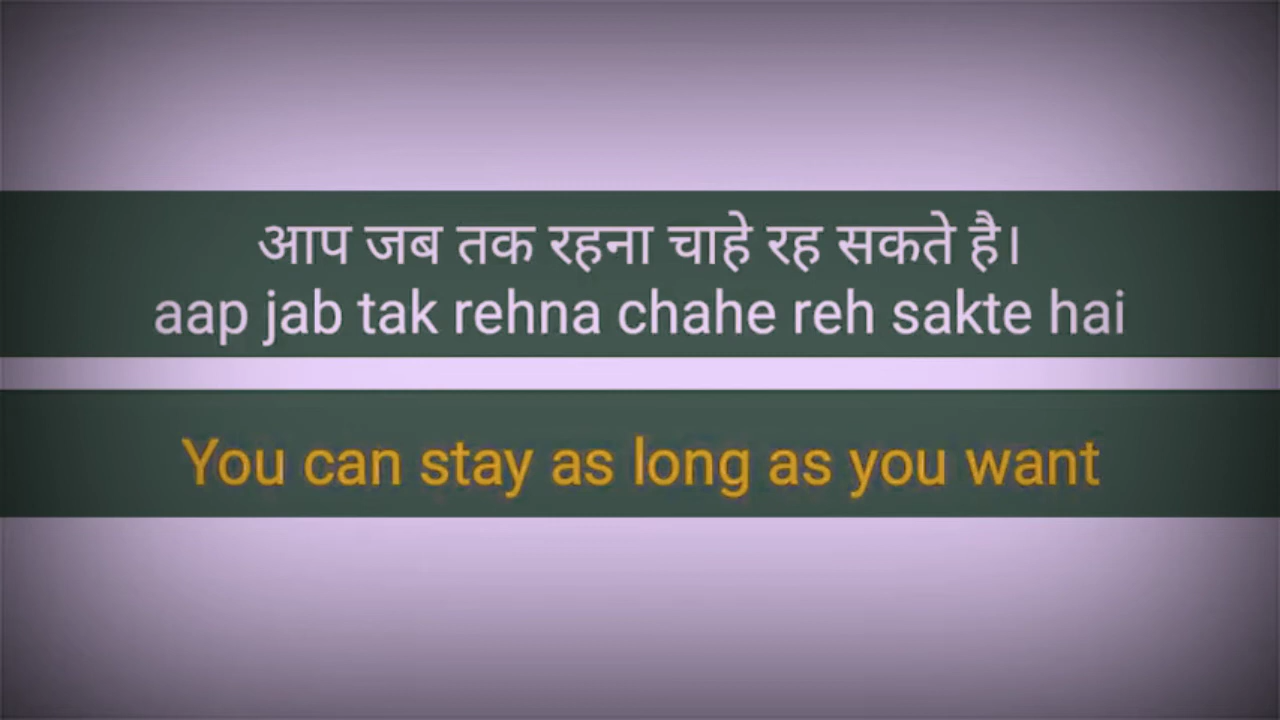 आप जब तक रहना चाहे रह सकते है।
aap jab tak rehna chahe reh sakte hai
You can stay as long as you want